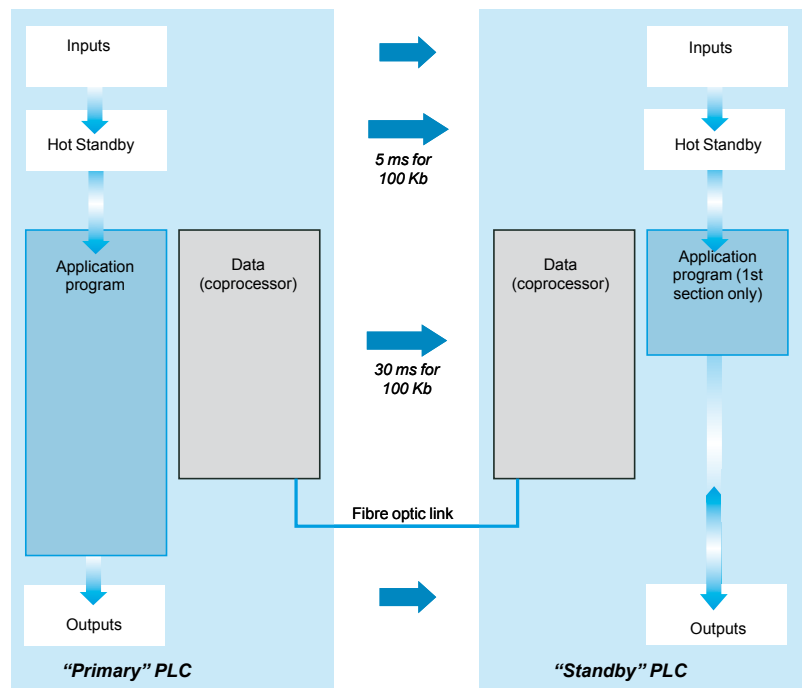 Inputs
Hot Standby
Application
program
Data
(coprocessor)
Outputs
“Primary” PLC
5 ms for
100 Kb
30 ms for
100 Kb
Fibre optic link
Inputs
Hot Standby
Data
(coprocessor)
Application
program (1st
section only)
Outputs
“Standby” PLC